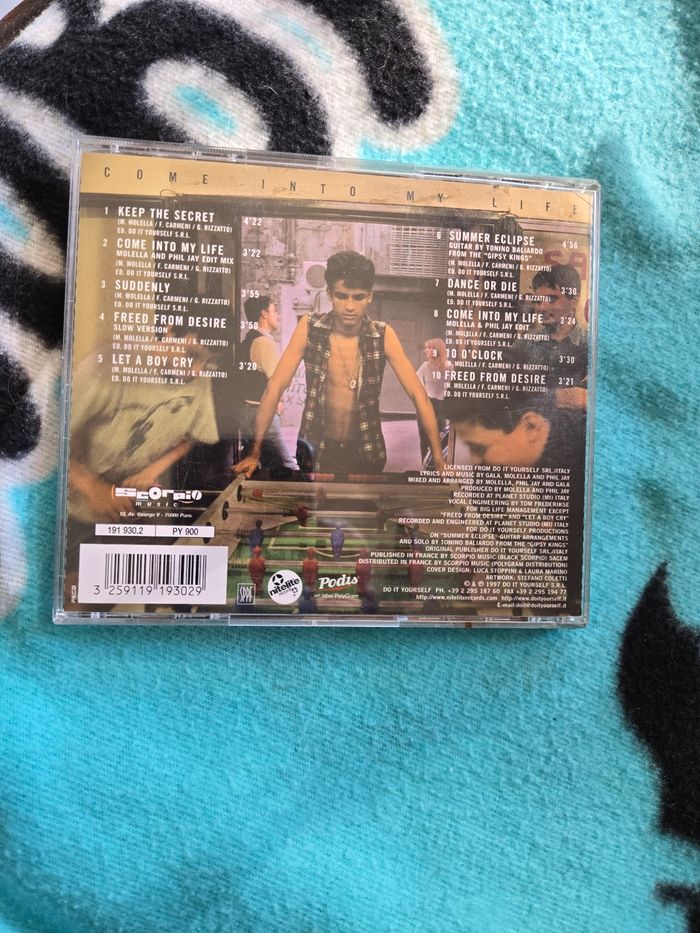 COME INTO MY LIFE
1 KEEP THE SECRET 4'22
(M. MOLELLA / F. CARMENI / G. RIZZATTO)
ED. DO IT YOURSELF S.R.L.
2 COME INTO MY LIFE 3'22
MOLELLA AND PHIL JAY EDIT MIX
(M. MOLELLA / F. CARMENI / G. RIZZATTO)
ED. DO IT YOURSELF S.R.L.
3 SUDDENLY 3'55
(M. MOLELLA / F. CARMENI / G. RIZZATTO)
ED. DO IT YOURSELF S.R.L.
4 FREED FROM DESIRE 3'50
SLOW VERSION
(M. MOLELLA / F. CARMENI / G. RIZZATTO)
ED. DO IT YOURSELF S.R.L.
5 LET A BOY CRY 3'20
(M. MOLELLA / F. CARMENI / G. RIZZATTO)
ED. DO IT YOURSELF S.R.L.
6 SUMMER ECLIPSE 4'56
GUITAR BY TONINO BALIARDO
FROM THE "GIPSY KINGS"
(M. MOLELLA / F. CARMENI / G. RIZZATTO)
ED. DO IT YOURSELF S.R.L.
7 DANCE OR DIE 3'30
(M. MOLELLA / F. CARMENI / G. RIZZATTO)
ED. DO IT YOURSELF S.R.L.
8 COME INTO MY LIFE 3'24
MOLELLA & PHIL JAY EDIT
(M. MOLELLA / F. CARMENI / G. RIZZATTO)
ED. DO IT YOURSELF S.R.L.
9 10 O'CLOCK 3'30
(M. MOLELLA / F. CARMENI / G. RIZZATTO)
ED. DO IT YOURSELF S.R.L.
10 FREED FROM DESIRE 3'21
(M. MOLELLA / F. CARMENI / G. RIZZATTO)
ED. DO IT YOURSELF S.R.L.
LICENSED FROM DO IT YOURSELF SRL/ITALY
LYRICS AND MUSIC BY GALA, MOLELLA AND PHIL JAY
MIXED AND ARRANGED BY MOLELLA, PHIL JAY AND GALA
PRODUCED BY MOLELLA AND PHIL JAY
RECORDED AT PLANET STUDIO (MI) ITALY
VOCAL ENGINEERING BY TOM FREDERIKSE
FOR BIG LIFE MANAGEMENT EXCEPT
"FREED FROM DESIRE" AND "LET A BOY CRY"
RECORDED AND ENGINEERED AT PLANET STUDIO (MI) ITALY
FOR DO IT YOURSELF PRODUCTIONS
ON "SUMMER ECLIPSE" GUITAR ARRANGEMENTS
AND SOLO BY TONINO BALIARDO FROM THE "GIPSY KINGS"
ORIGINAL PUBLISHER DO IT YOURSELF SRL/ITALY
PUBLISHED IN FRANCE BY SCORPIO MUSIC (BLACK SCORPIO) SACEM
DISTRIBUTED IN FRANCE BY SCORPIO MUSIC (POLYGRAM DISTRIBUTION)
COVER DESIGN: LUCA STOPPINI & LAURA MARINO
ARTWORK: STEFANO COLETTI
© & ℗ 1997 DO IT YOURSELF S.R.L.
DO IT YOURSELF PH. +39 2 295 187 60 FAX +39 2 295 194 77
http://www.niteliterecords.com http://www.doityourself.it
E-mail:doit@doityourself.it
scorpio
music
12, Av. George V - 75008 Paris
191 930.2 PY 900
3 259119 193029
SPPF
nitelite
Podis
un label PolyGram